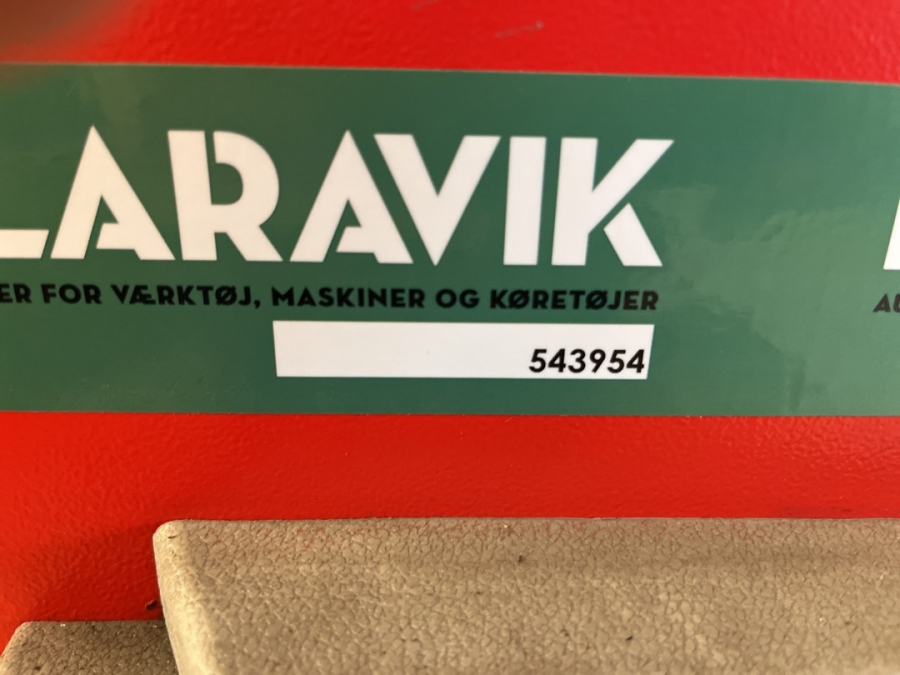 LARAVIK
ER FOR VÆRKTØJ, MASKINER OG KØRETØJER
543954